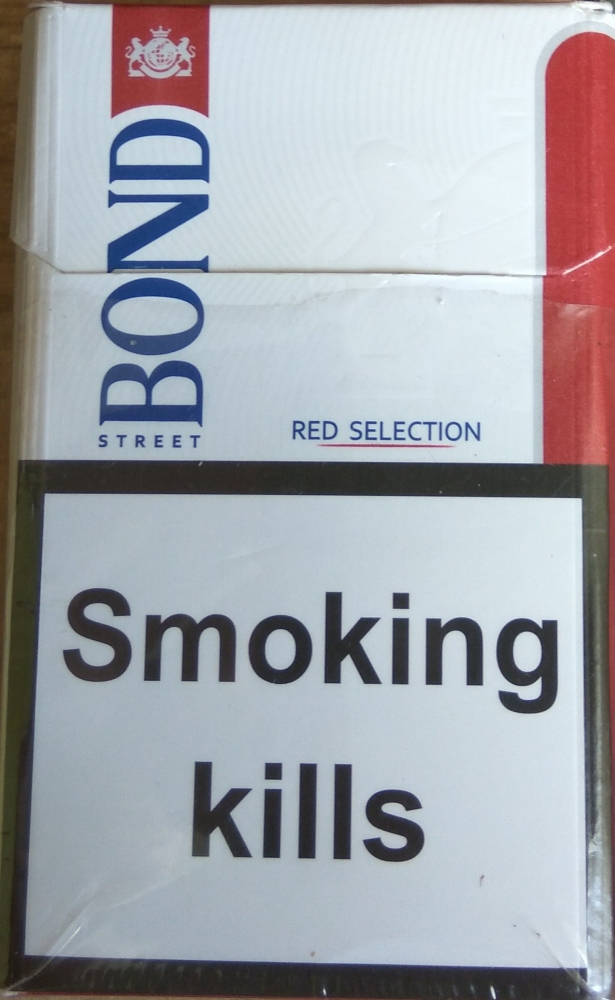 BOND
STREET
RED SELECTION
Smoking
kills